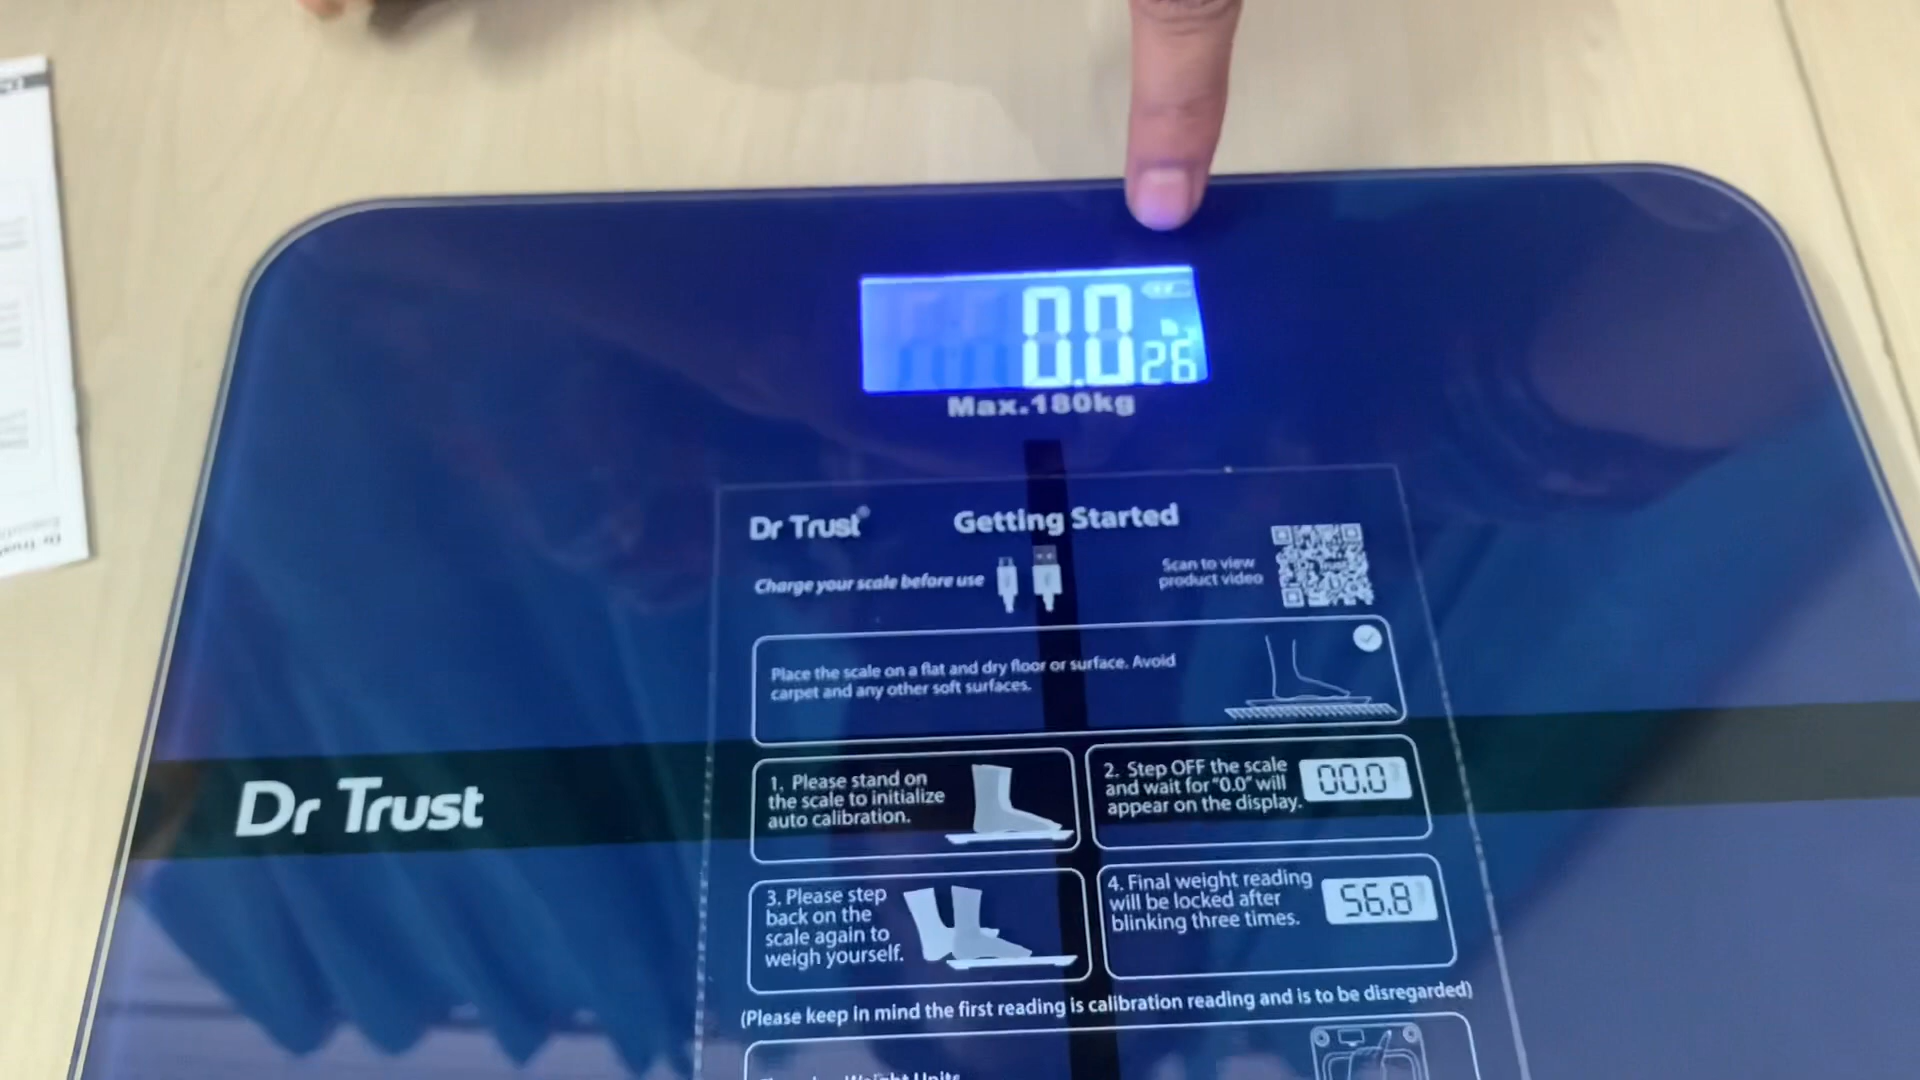 0.0
26
Max.180kg
Dr Trust®
Getting Started
Charge your scale before use
Scan to view
product video
Place the scale on a flat and dry floor or surface. Avoid
carpet and any other soft surfaces.
1. Please stand on
the scale to initialize
auto calibration.
2. Step OFF the scale
and wait for "0.0" will
appear on the display.
00.0
Dr Trust
3. Please step
back on the
scale again to
weigh yourself.
4. Final weight reading
will be locked after
blinking three times.
56.8
(Please keep in mind the first reading is calibration reading and is to be disregarded)
Weight Units